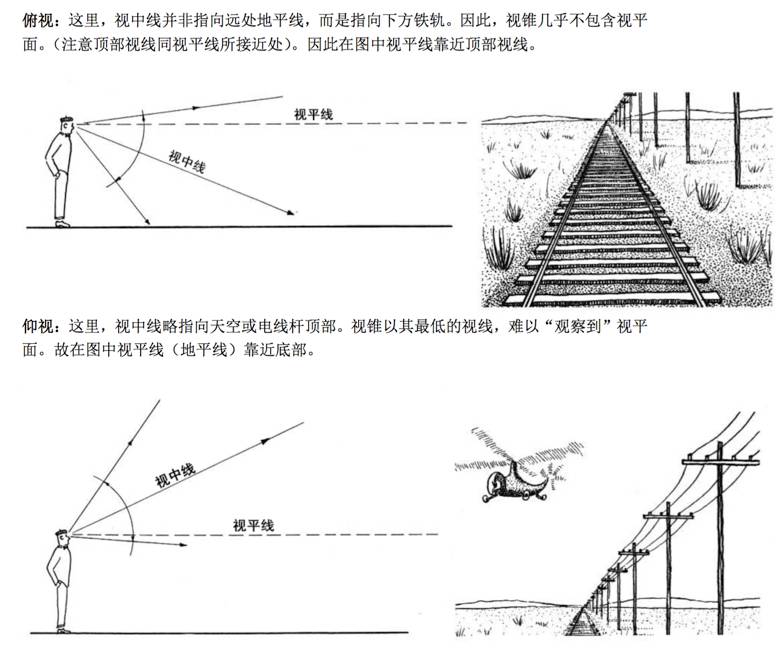 俯视：这里，视中线并非指向远处地平线，而是指向下方铁轨。因此，视锥几乎不包含视平
面。（注意顶部视线同视平线所接近处）。因此在图中视平线靠近顶部视线。
视平线
视中线
仰视：这里，视中线略指向天空或电线杆顶部。视锥以其最低的视线，难以“观察到”视平
面。故在图中视平线（地平线）靠近底部。
视中线
视平线